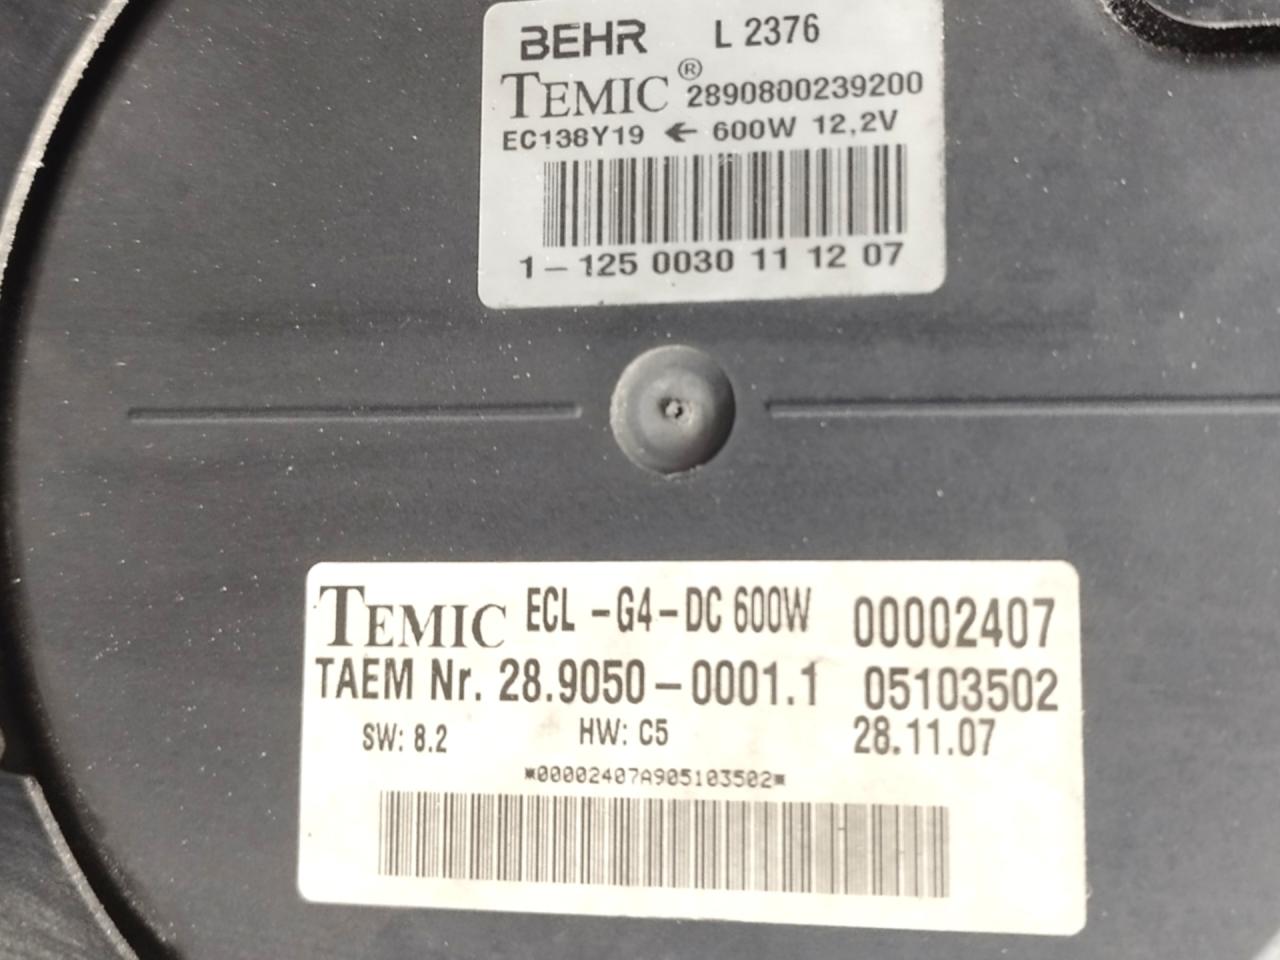 BEHR L 2376
TEMIC® 2890800239200
EC138Y19 ← 600W 12,2V
1-125 0030 11 12 07
TEMIC ECL -G4-DC 600W 00002407
TAEM Nr. 28.9050-0001.1 05103502
SW: 8.2 HW: C5 28.11.07
*00002407A905103502*